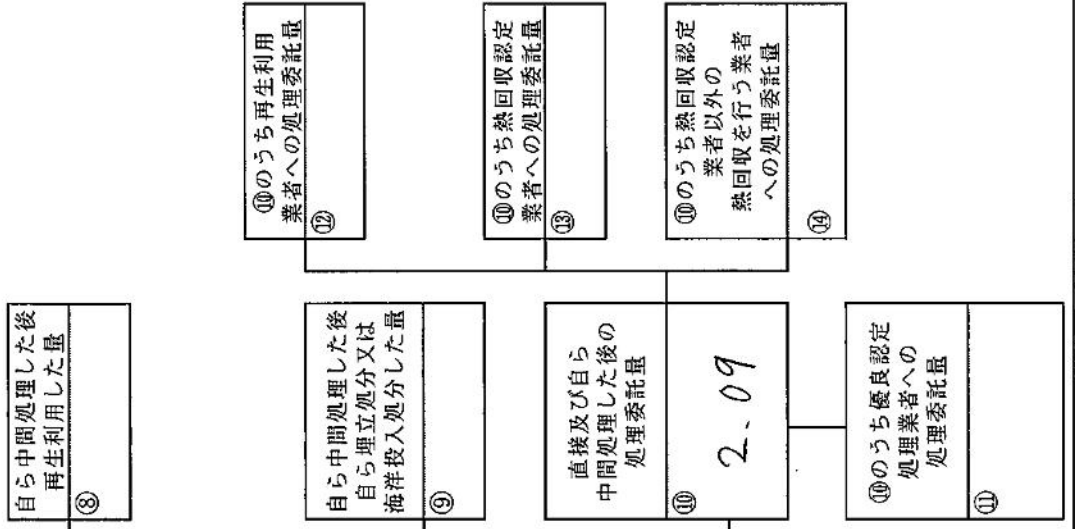 自ら中間処理した後
再生利用した量
⑧
自ら中間処理した後
自ら埋立処分又は
海洋投入処分した量
⑨
直接及び自ら
中間処理した後の
処理委託量
⑩
2.09
⑩のうち優良認定
処理業者への
処理委託量
⑪
⑩のうち再生利用
業者への処理委託量
⑫
⑩のうち熱回収認定
業者への処理委託量
⑬
⑩のうち熱回収認定
業者以外の
熱回収を行う業者
への処理委託量
⑭